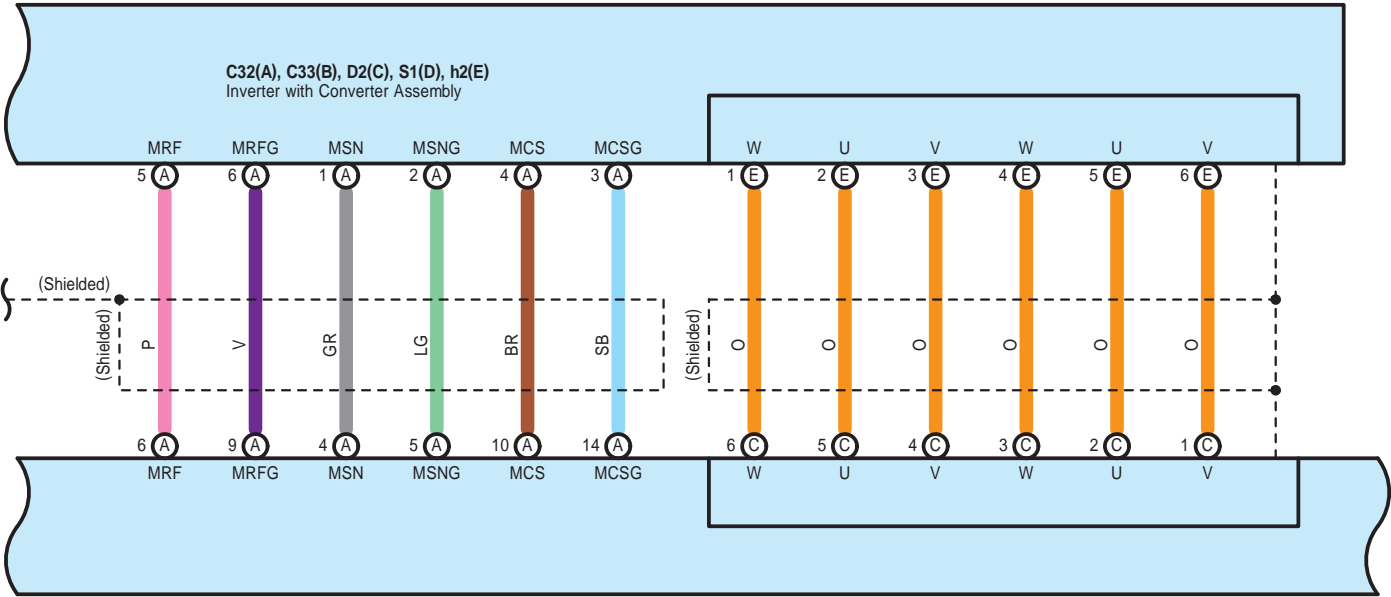 C32(A), C33(B), D2(C), S1(D), h2(E)
Inverter with Converter Assembly
MRF MRFG MSN MSNG MCS MCSG W U V W U V
5 A 6 A 1 A 2 A 4 A 3 A 1 E 2 E 3 E 4 E 5 E 6 E
(Shielded)
(Shielded) P V GR LG BR SB (Shielded) O O O O O O
6 A 9 A 4 A 5 A 10 A 14 A 6 C 5 C 4 C 3 C 2 C 1 C
MRF MRFG MSN MSNG MCS MCSG W U V W U V